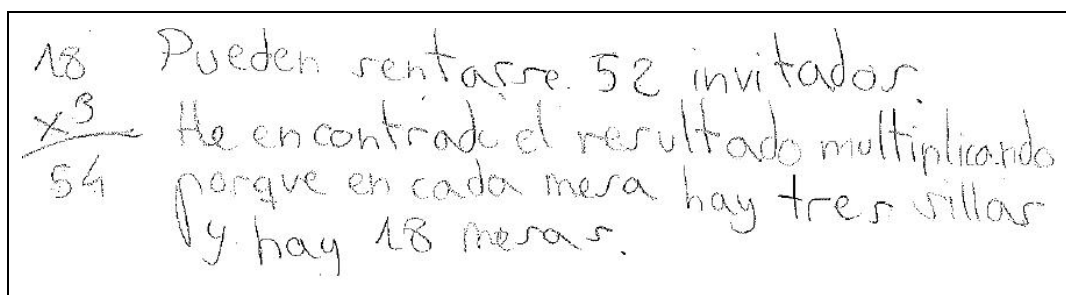 18
x3
54
Pueden sentarse. 52 invitados.
He encontrado el resultado multiplicando
porque en cada mesa hay tres sillas
y hay 18 mesas.